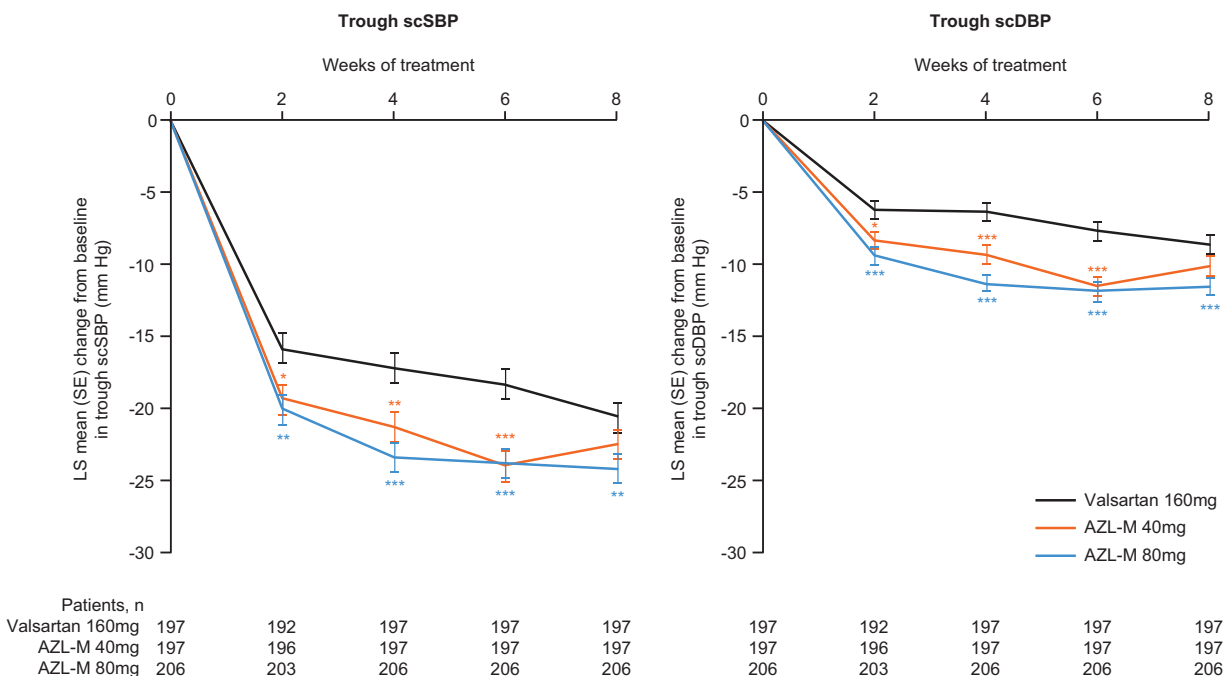 Trough scSBP
Weeks of treatment
0 2 4 6 8
0
-5
-10
-15
-20
-25
-30
LS mean (SE) change from baseline
in trough scSBP (mm Hg)
*
**
***
**
***
***
**
Trough scDBP
Weeks of treatment
0 2 4 6 8
0
-5
-10
-15
-20
-25
-30
LS mean (SE) change from baseline
in trough scDBP (mm Hg)
*
***
***
***
***
***
***
Valsartan 160mg
AZL-M 40mg
AZL-M 80mg
Patients, n
Valsartan 160mg 197 192 197 197 197 197 192 197 197 197
AZL-M 40mg 197 196 197 197 197 197 196 197 197 197
AZL-M 80mg 206 203 206 206 206 206 203 206 206 206